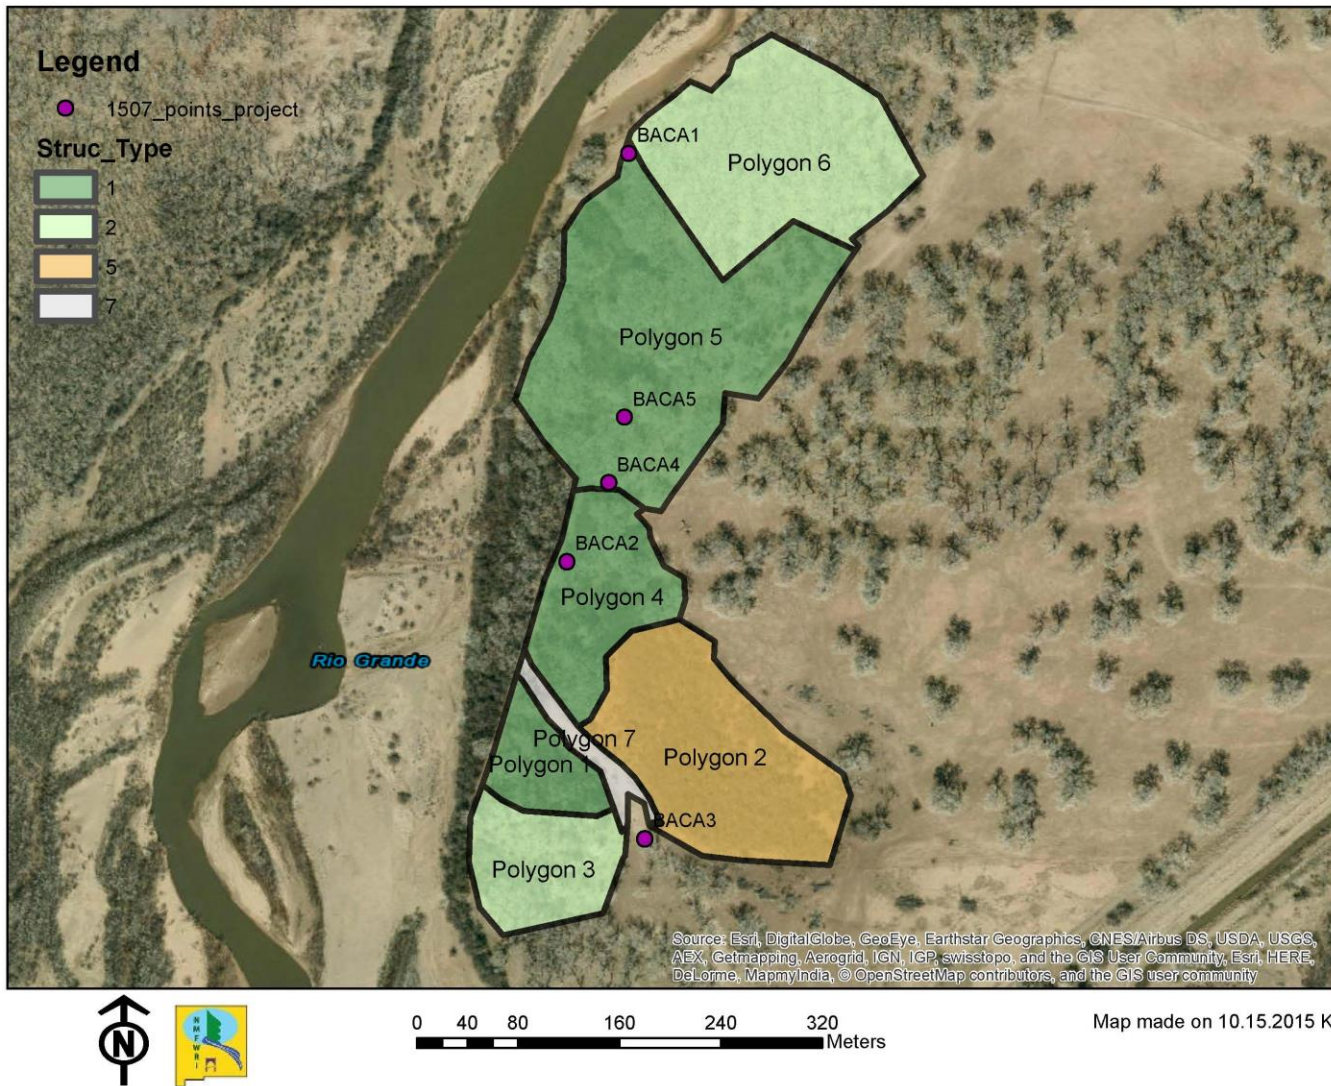 Legend
1507_points_project
Struc_Type
1
2
5
7
BACA1
Polygon 6
Polygon 5
BACA5
BACA4
BACA2
Polygon 4
Rio Grande
Polygon 7
Polygon 1
Polygon 2
BACA3
Polygon 3
Source: Esri, DigitalGlobe, GeoEye, Earthstar Geographics, CNES/Airbus DS, USDA, USGS,
AEX, Getmapping, Aerogrid, IGN, IGP, swisstopo, and the GIS User Community, Esri, HERE,
DeLorme, MapmyIndia, © OpenStreetMap contributors, and the GIS user community
N
NMFWRI
0 40 80 160 240 320
Meters
Map made on 10.15.2015 K